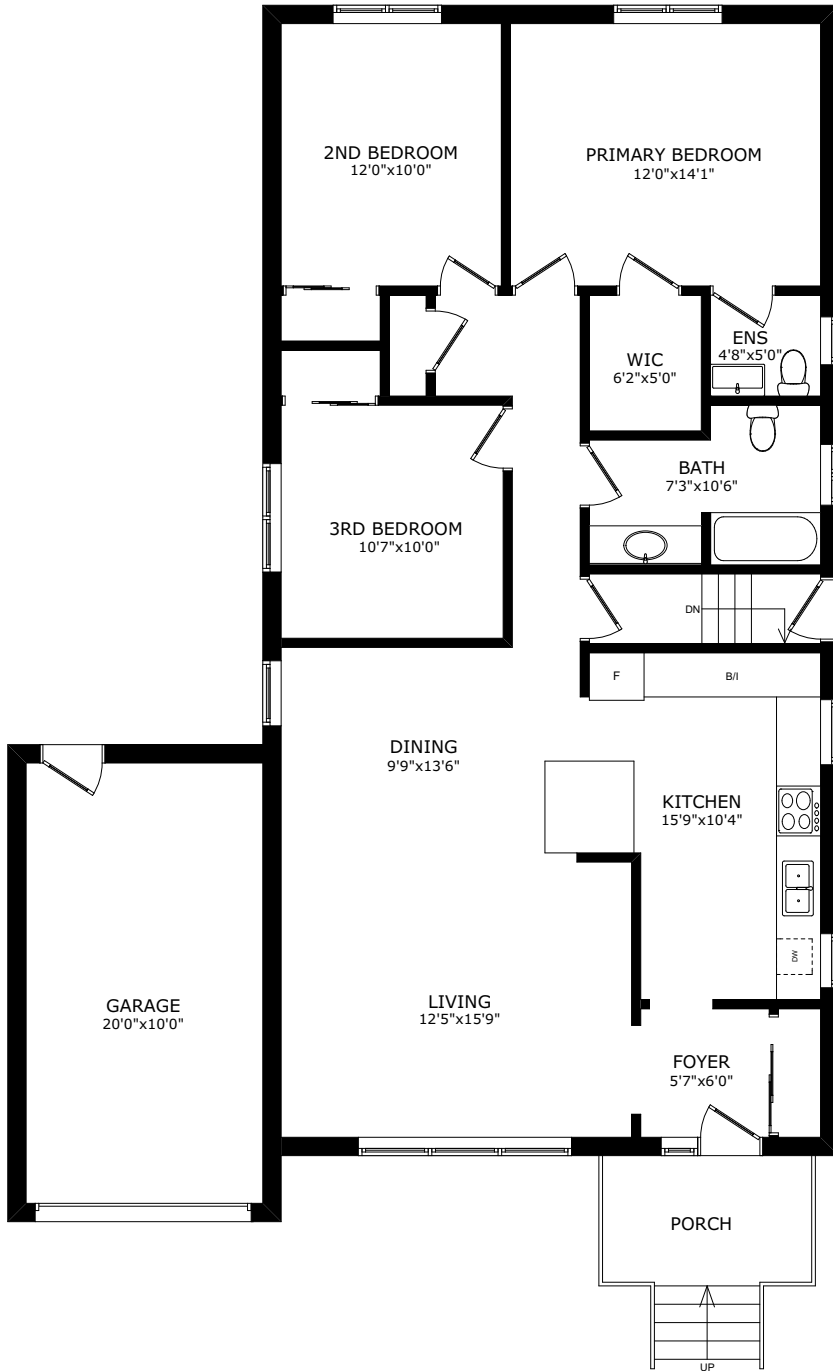 2ND BEDROOM
12'0"x10'0"
PRIMARY BEDROOM
12'0"x14'1"
ENS
4'8"x5'0"
WIC
6'2"x5'0"
BATH
7'3"x10'6"
3RD BEDROOM
10'7"x10'0"
DN
F
B/I
DINING
9'9"x13'6"
KITCHEN
15'9"x10'4"
DW
GARAGE
20'0"x10'0"
LIVING
12'5"x15'9"
FOYER
5'7"x6'0"
PORCH
UP